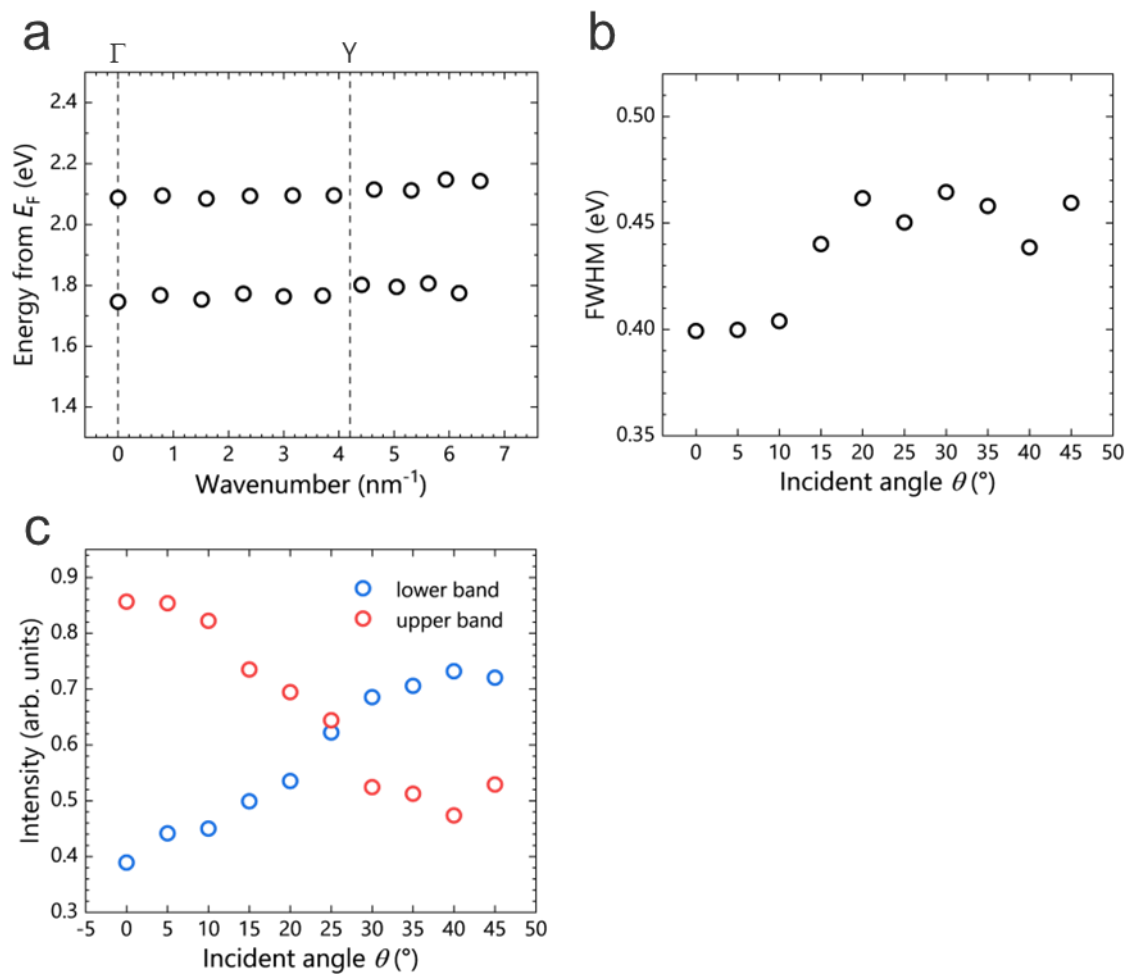 a
Γ
Y
2.4
2.2
2.0
1.8
1.6
1.4
Energy from E_F (eV)
0 1 2 3 4 5 6 7
Wavenumber (nm⁻¹)
b
0.50
0.45
0.40
0.35
FWHM (eV)
0 5 10 15 20 25 30 35 40 45 50
Incident angle θ (°)
c
0.9
0.8
0.7
0.6
0.5
0.4
0.3
Intensity (arb. units)
lower band
upper band
-5 0 5 10 15 20 25 30 35 40 45 50
Incident angle θ (°)